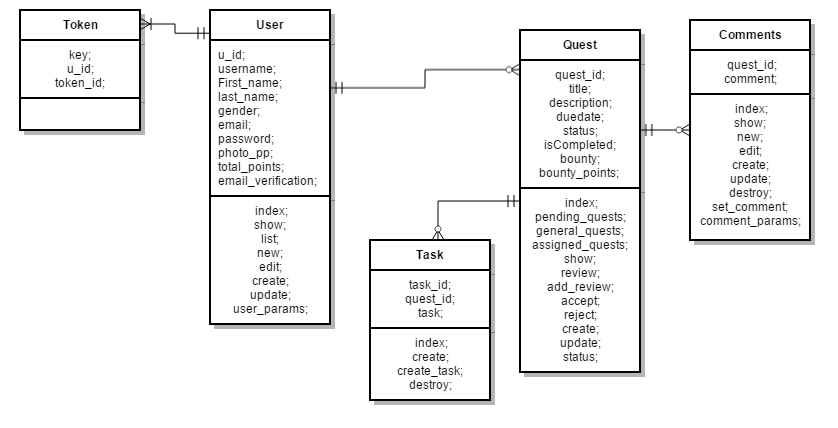 Token
key;
u_id;
token_id;
User
u_id;
username;
First_name;
last_name;
gender;
email;
password;
photo_pp;
total_points;
email_verification;
index;
show;
list;
new;
edit;
create;
update;
user_params;
Quest
quest_id;
title;
description;
duedate;
status;
isCompleted;
bounty;
bounty_points;
index;
pending_quests;
general_quests;
assigned_quests;
show;
review;
add_review;
accept;
reject;
create;
update;
status;
Comments
quest_id;
comment;
index;
show;
new;
edit;
create;
update;
destroy;
set_comment;
comment_params;
Task
task_id;
quest_id;
task;
index;
create;
create_task;
destroy;